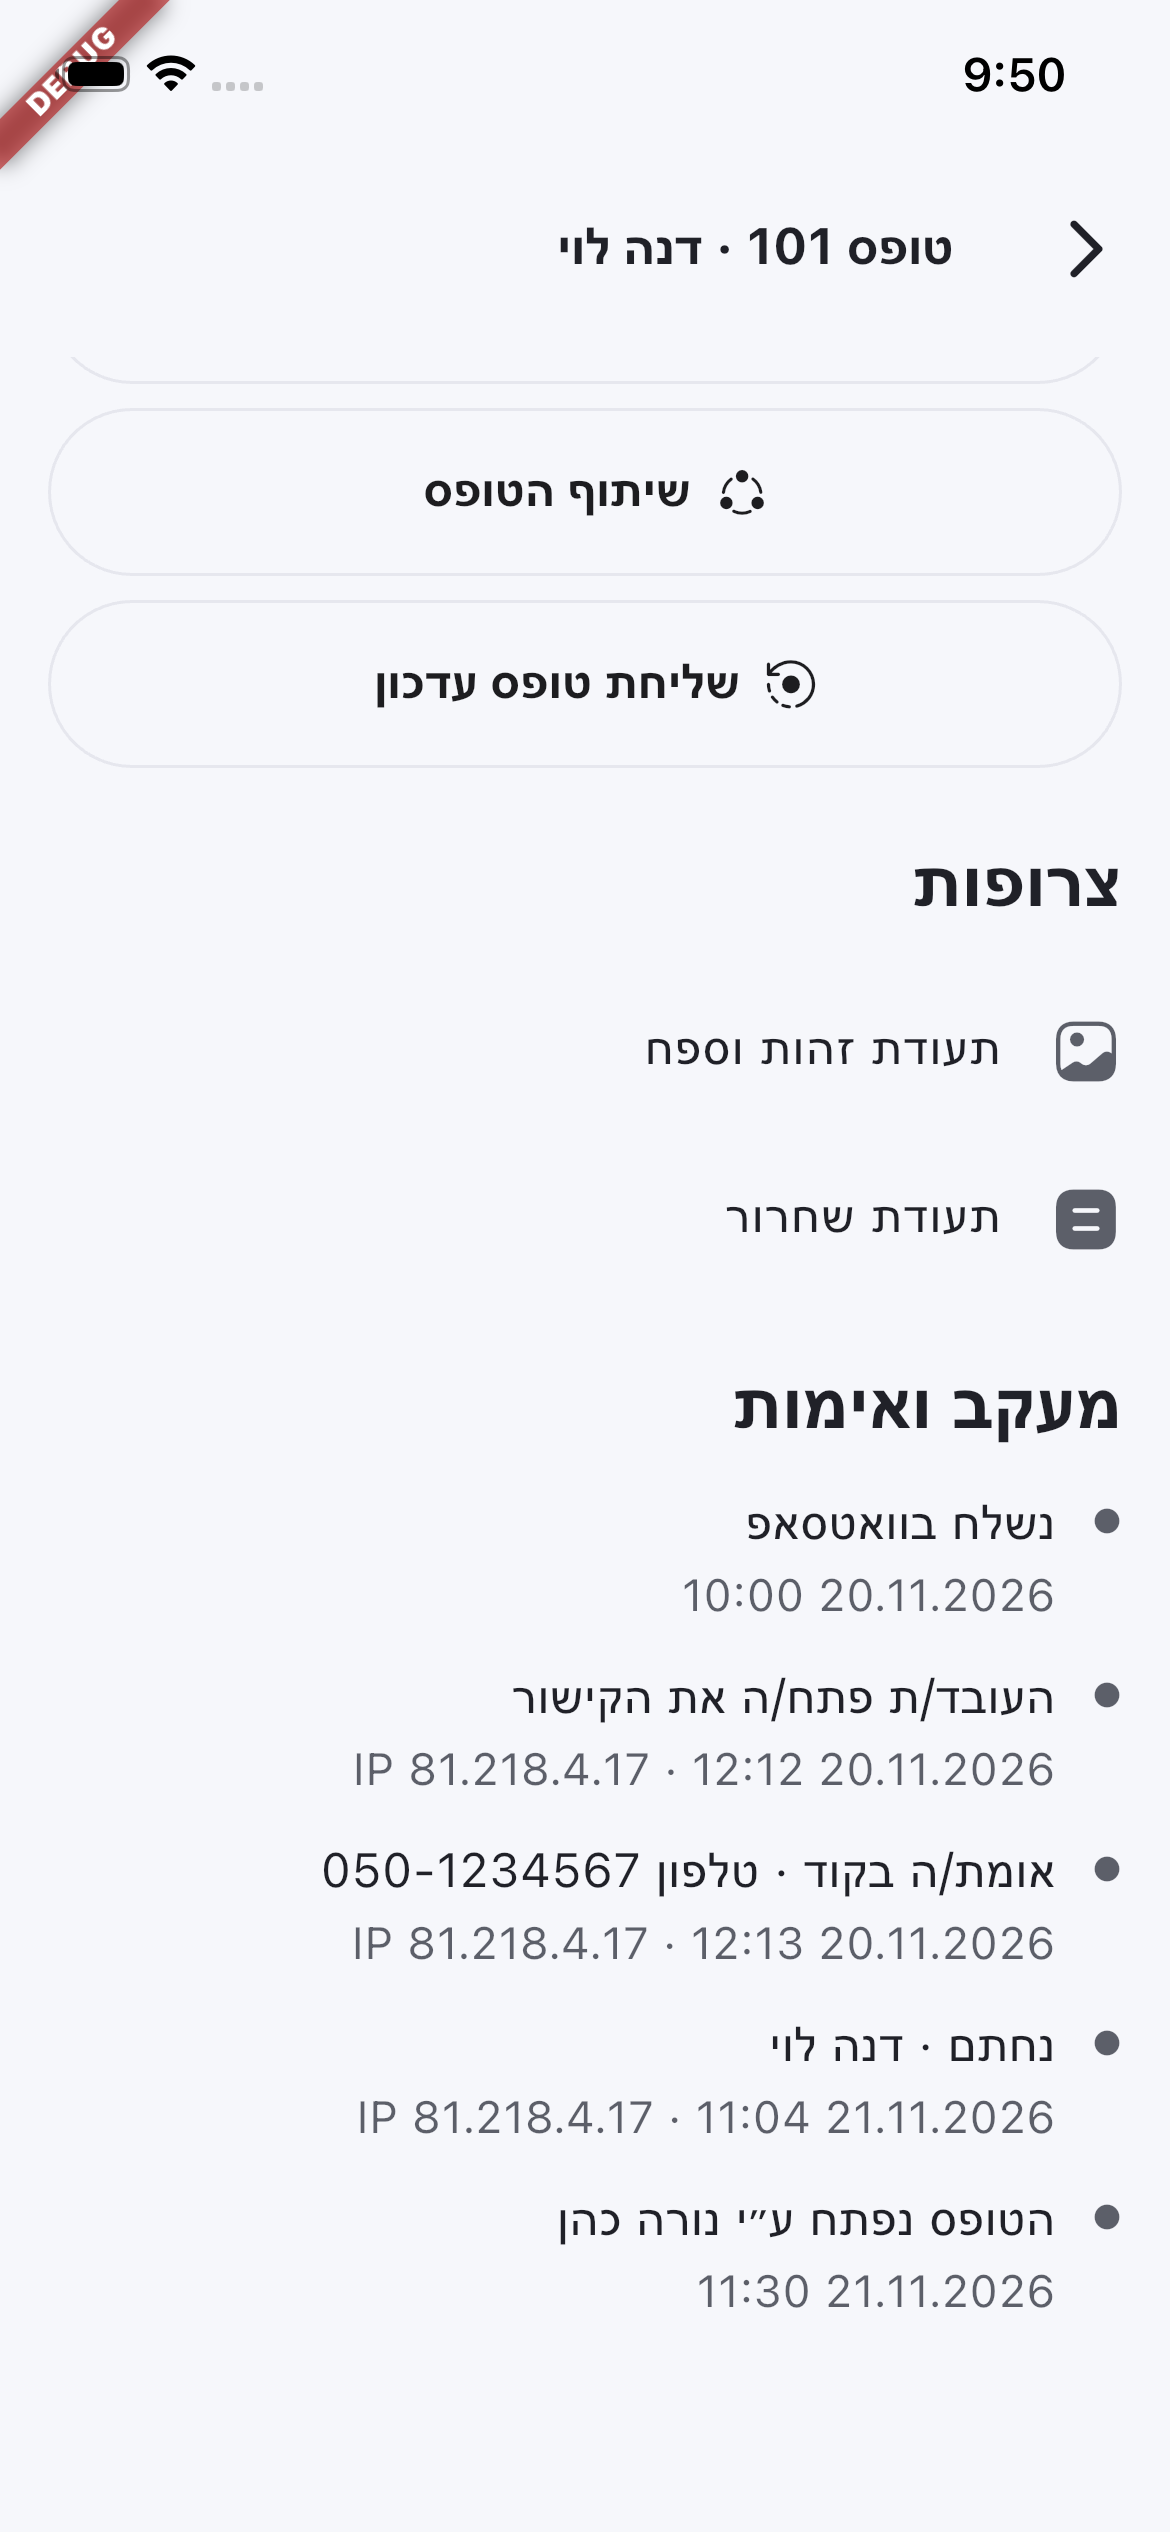 9:50
DEBUG
טופס 101 · דנה לוי
שיתוף הטופס
שליחת טופס עדכון
צרופות
תעודת זהות וספח
תעודת שחרור
מעקב ואימות
נשלח בוואטסאפ
20.11.2026 10:00
העובד/ת פתח/ה את הקישור
20.11.2026 12:12 · IP 81.218.4.17
אומת/ה בקוד · טלפון 050-1234567
20.11.2026 12:13 · IP 81.218.4.17
נחתם · דנה לוי
21.11.2026 11:04 · IP 81.218.4.17
הטופס נפתח ע״י נורה כהן
21.11.2026 11:30